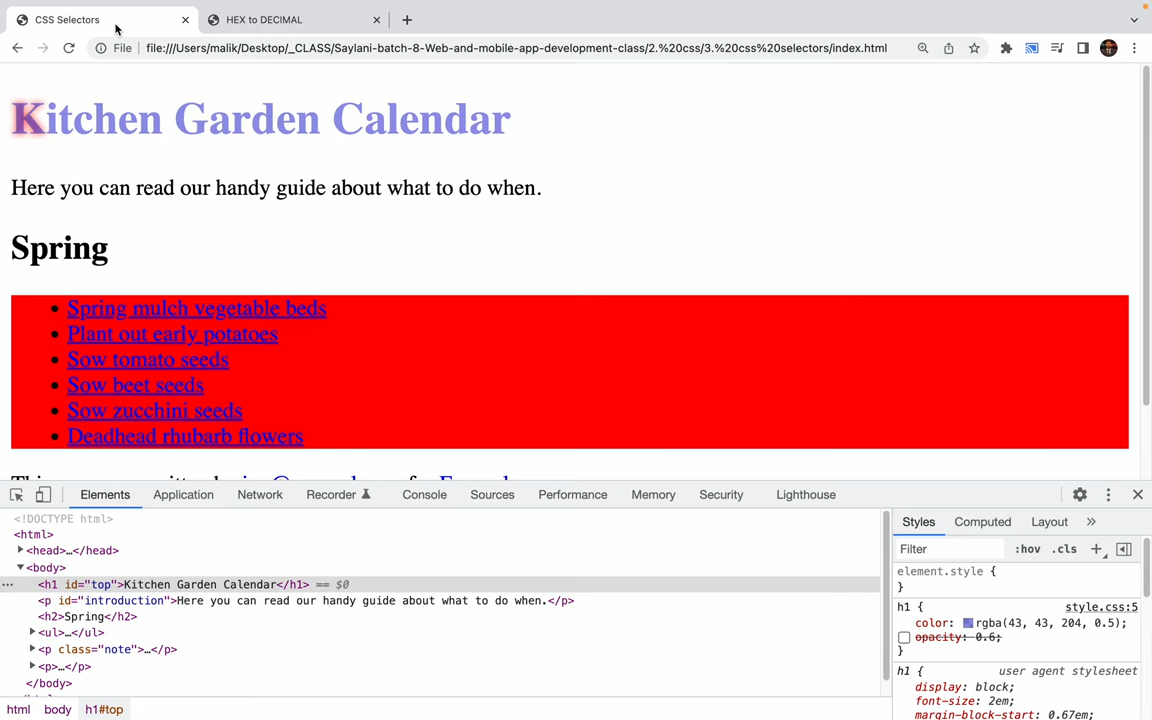 CSS Selectors
HEX to DECIMAL
File file:///Users/malik/Desktop/_CLASS/Saylani-batch-8-Web-and-mobile-app-development-class/2.%20css/3.%20css%20selectors/index.html
Kitchen Garden Calendar
Here you can read our handy guide about what to do when.
Spring
• Spring mulch vegetable beds
• Plant out early potatoes
• Sow tomato seeds
• Sow beet seeds
• Sow zucchini seeds
• Deadhead rhubarb flowers
Elements Application Network Recorder Console Sources Performance Memory Security Lighthouse
<!DOCTYPE html>
<html>
<head>…</head>
<body>
<h1 id="top">Kitchen Garden Calendar</h1> == $0
<p id="introduction">Here you can read our handy guide about what to do when.</p>
<h2>Spring</h2>
<ul>…</ul>
<p class="note">…</p>
<p>…</p>
</body>
html body h1#top
Styles Computed Layout »
Filter :hov .cls +
element.style {
}
h1 { style.css:5
color: rgba(43, 43, 204, 0.5);
opacity: 0.6;
}
h1 { user agent stylesheet
display: block;
font-size: 2em;
margin-block-start: 0.67em;